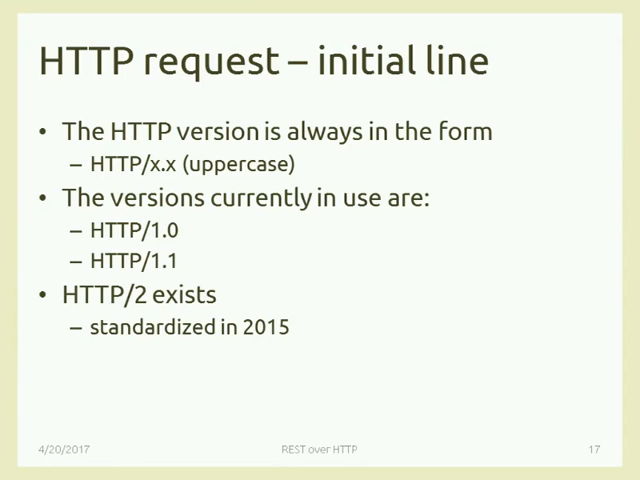 HTTP request – initial line
• The HTTP version is always in the form
– HTTP/x.x (uppercase)
• The versions currently in use are:
– HTTP/1.0
– HTTP/1.1
• HTTP/2 exists
– standardized in 2015
4/20/2017 REST over HTTP 17